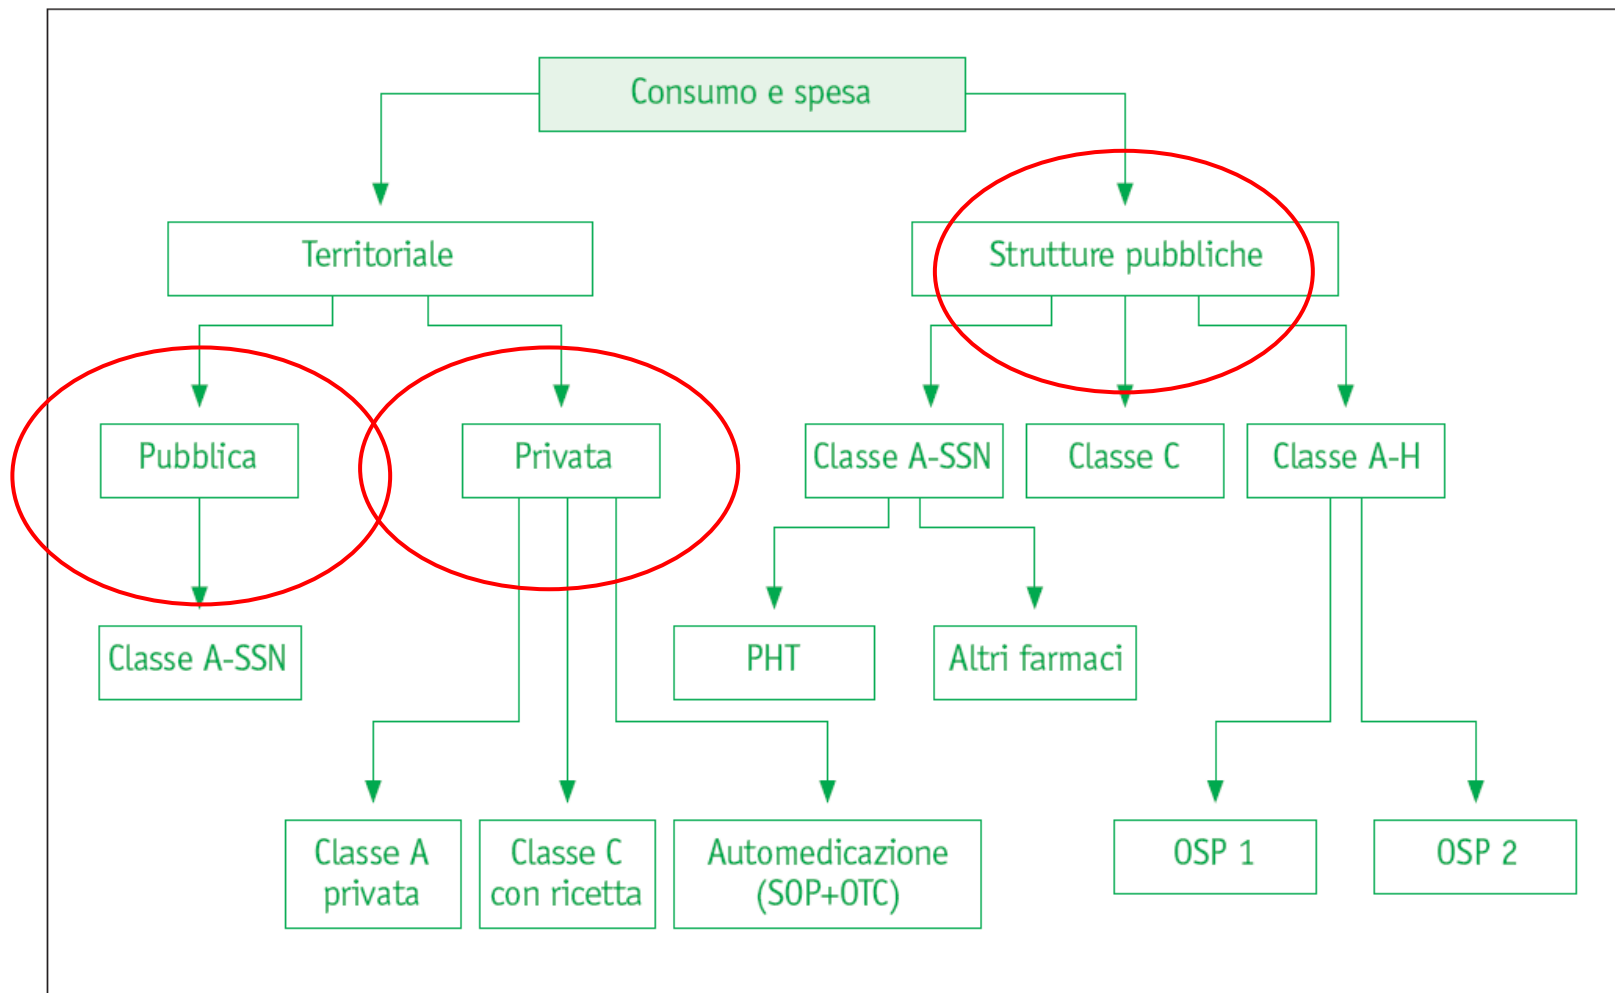 Consumo e spesa
Territoriale
Strutture pubbliche
Pubblica
Privata
Classe A-SSN
Classe C
Classe A-H
Classe A-SSN
PHT
Altri farmaci
Classe A
privata
Classe C
con ricetta
Automedicazione
(SOP+OTC)
OSP 1
OSP 2